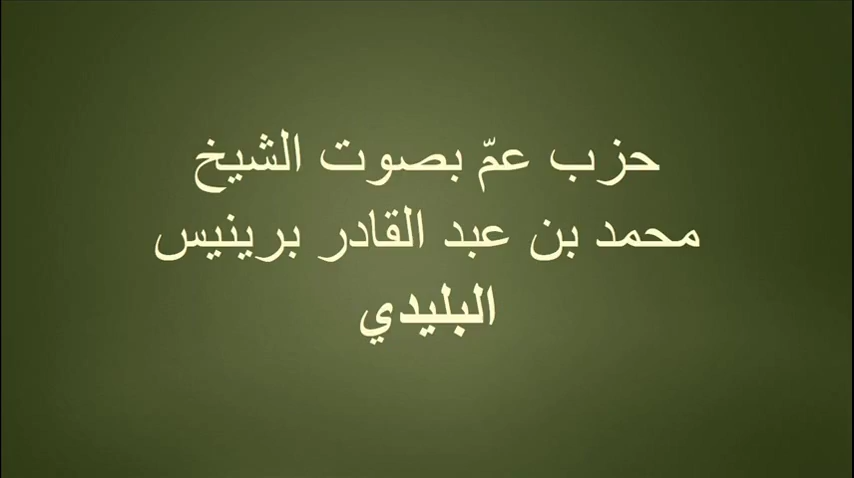 حزب عمّ بصوت الشيخ
محمد بن عبد القادر برينيس
البليدي